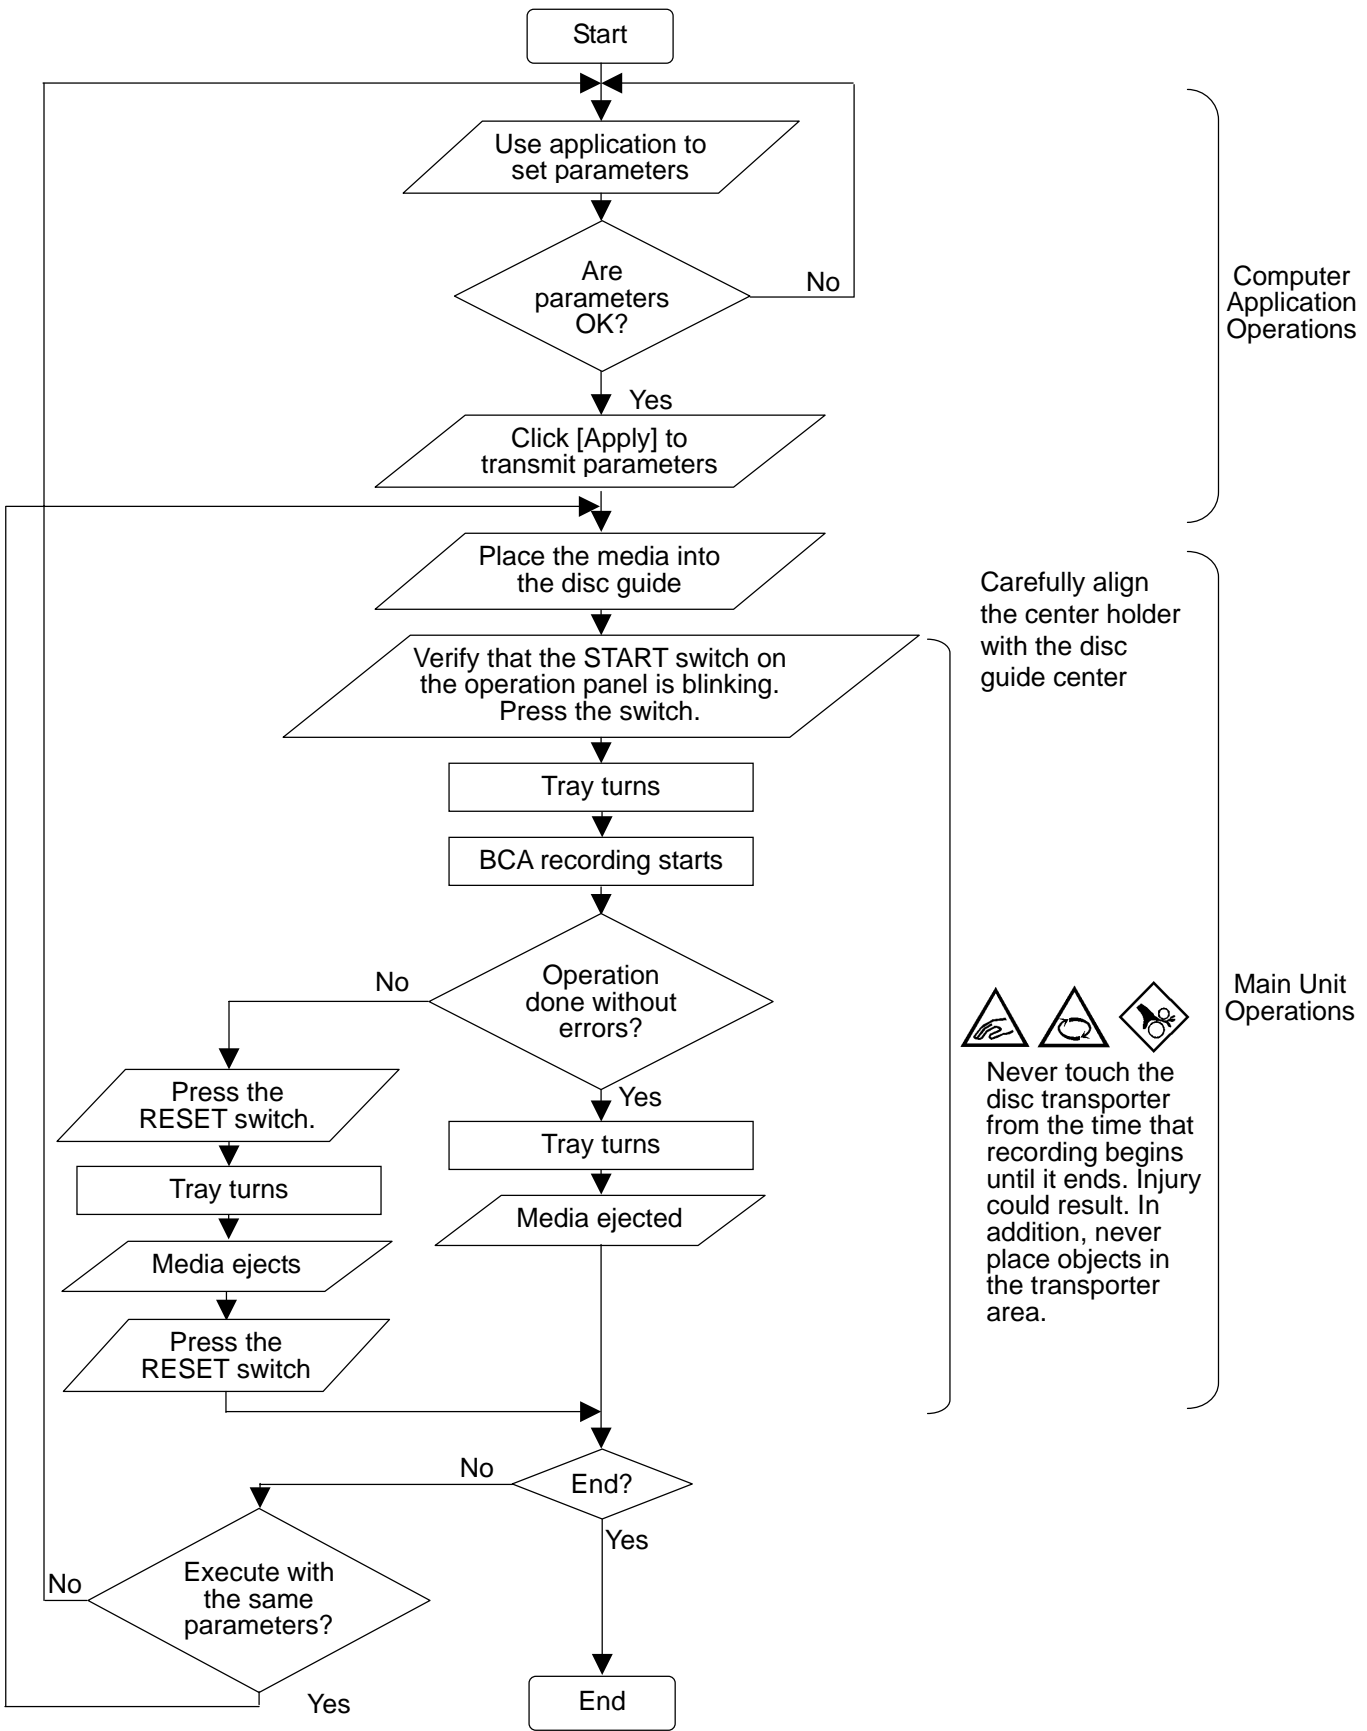 Start
Use application to
set parameters
Are
parameters
OK?
No
Yes
Click [Apply] to
transmit parameters
Computer
Application
Operations
Place the media into
the disc guide
Carefully align
the center holder
with the disc
guide center
Verify that the START switch on
the operation panel is blinking.
Press the switch.
Tray turns
BCA recording starts
Operation
done without
errors?
No
Yes
Main Unit
Operations
Never touch the
disc transporter
from the time that
recording begins
until it ends. Injury
could result. In
addition, never
place objects in
the transporter
area.
Press the
RESET switch.
Tray turns
Media ejects
Press the
RESET switch
Tray turns
Media ejected
End?
No
Yes
Execute with
the same
parameters?
No
Yes
End